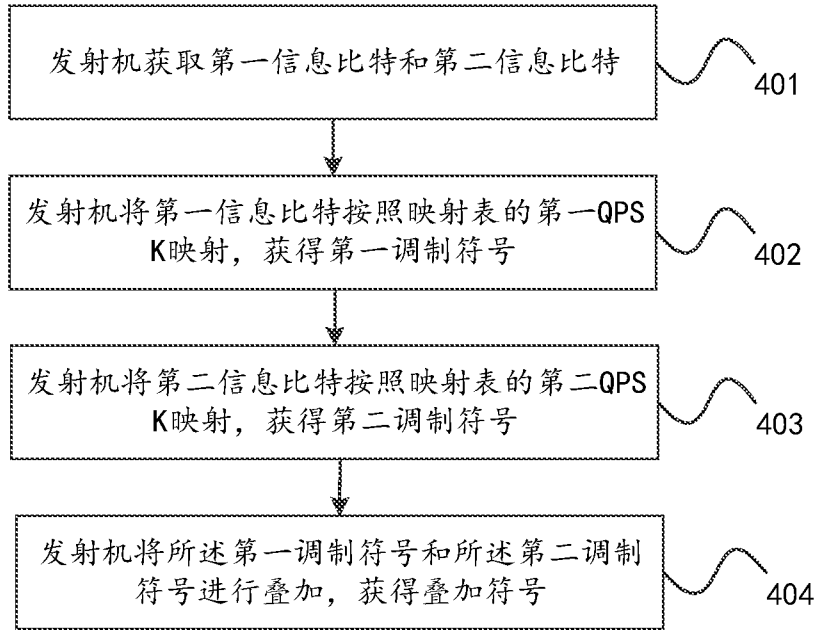 发射机获取第一信息比特和第二信息比特
401
发射机将第一信息比特按照映射表的第一QPS
K映射，获得第一调制符号
402
发射机将第二信息比特按照映射表的第二QPS
K映射，获得第二调制符号
403
发射机将所述第一调制符号和所述第二调制
符号进行叠加，获得叠加符号
404